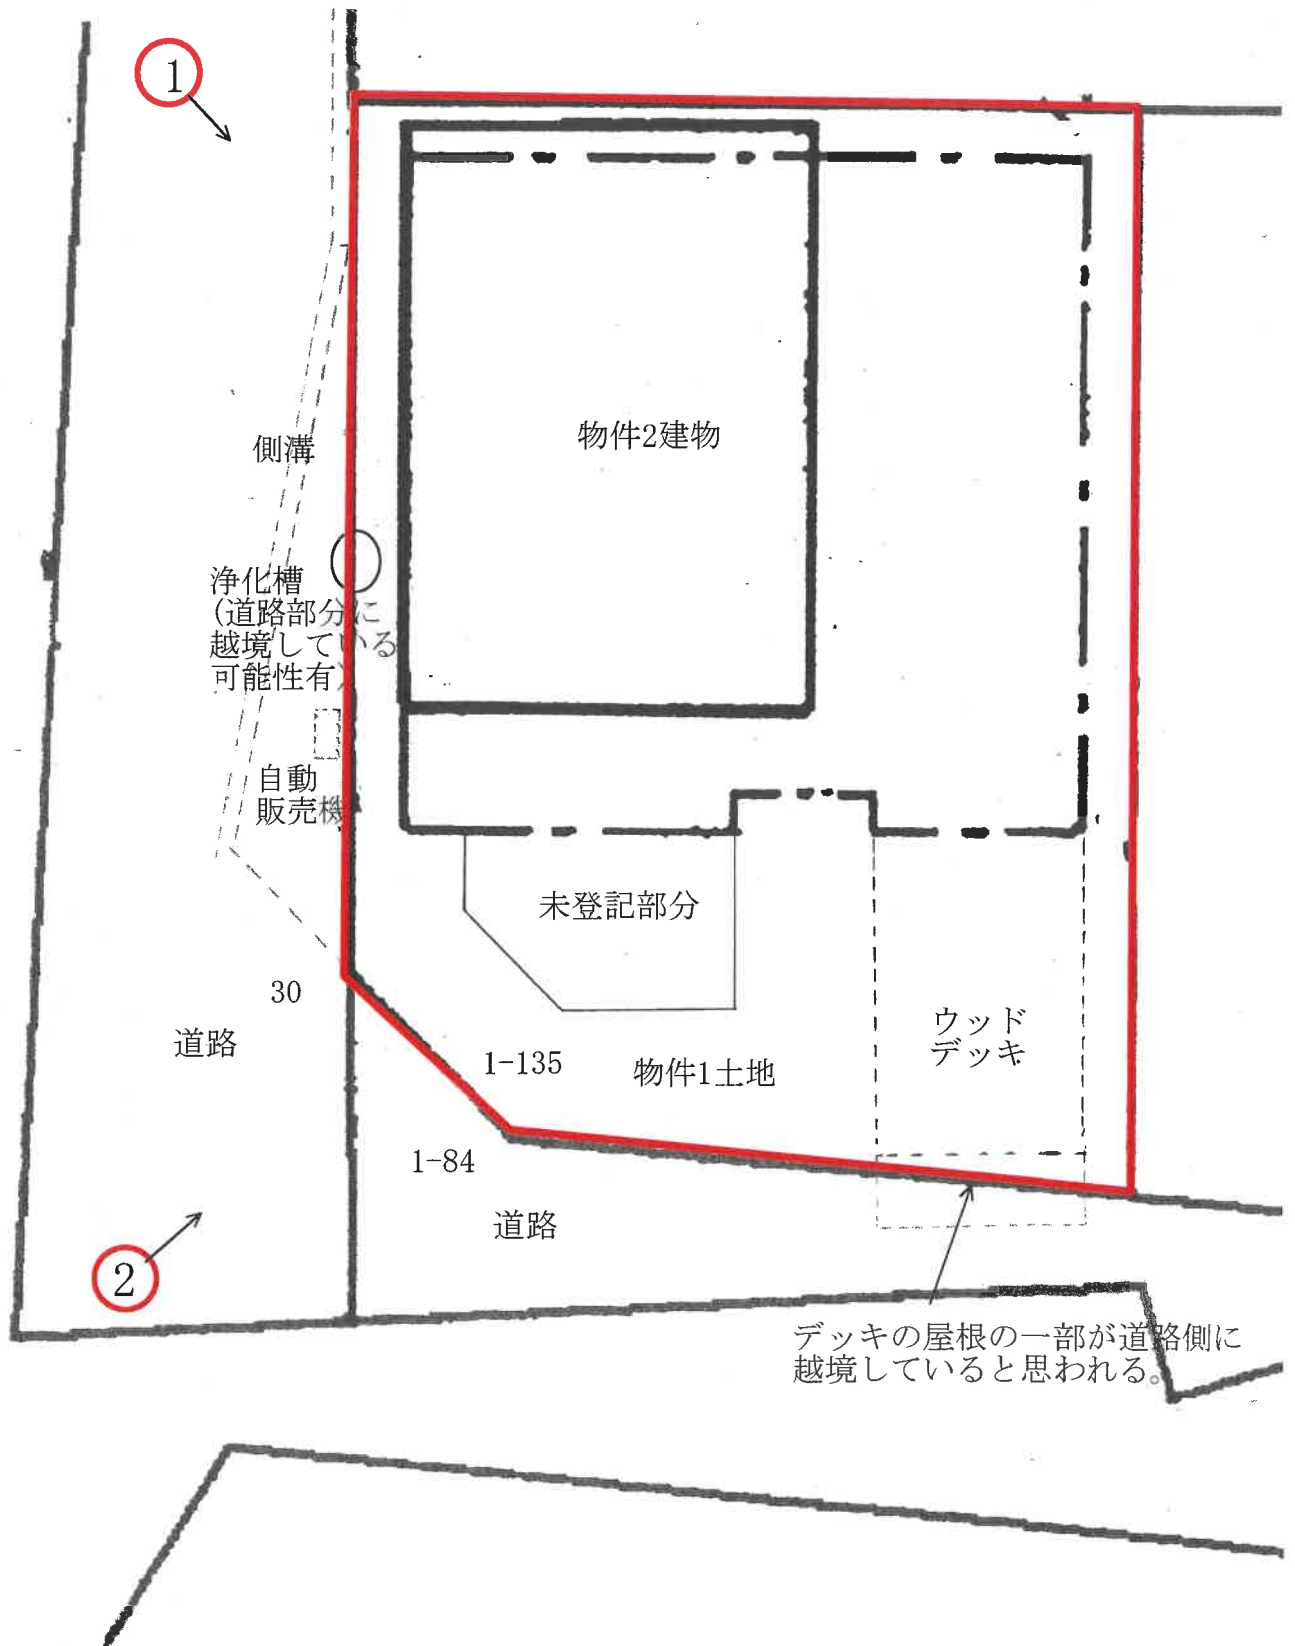 1
物件2建物
側溝
浄化槽
(道路部分に
越境している
可能性有)
自動
販売機
未登記部分
30
道路
ウッド
デッキ
1-135
物件1土地
1-84
道路
2
デッキの屋根の一部が道路側に
越境していると思われる。